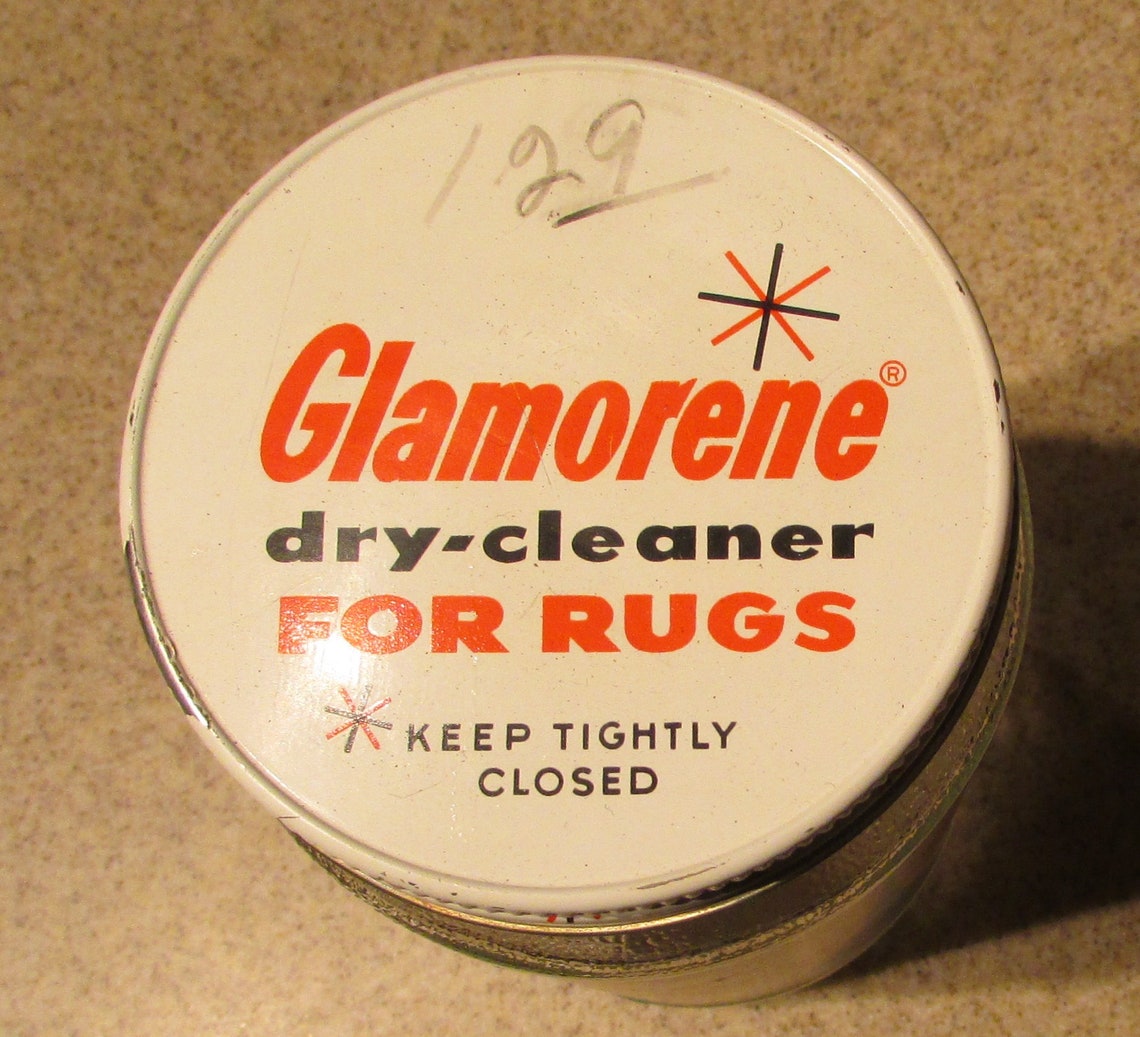 129
Glamorene®
dry-cleaner
FOR RUGS
KEEP TIGHTLY
CLOSED